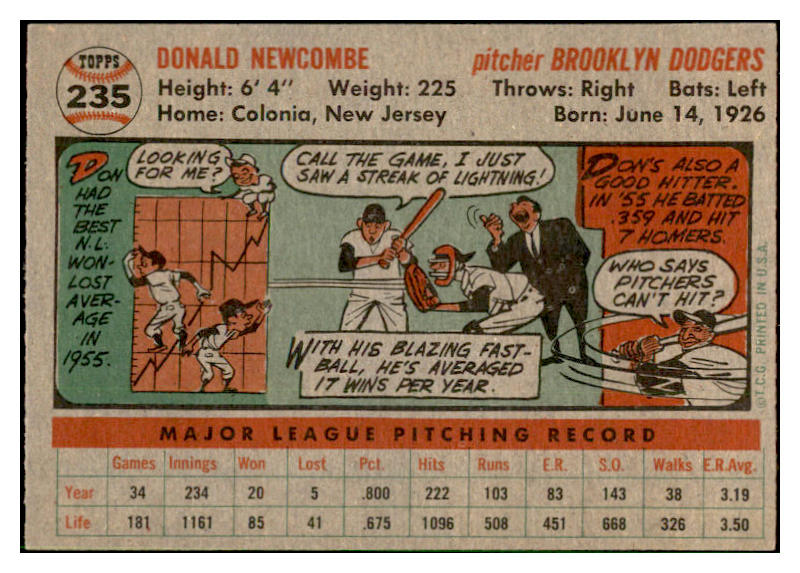 TOPPS
235
DONALD NEWCOMBE pitcher BROOKLYN DODGERS
Height: 6' 4" Weight: 225 Throws: Right Bats: Left
Home: Colonia, New Jersey Born: June 14, 1926
DON
HAD
THE
BEST
N.L.
WON-
LOST
AVER-
AGE
IN
1955.
LOOKING
FOR ME?
CALL THE GAME, I JUST
SAW A STREAK OF LIGHTNING!
WITH HIS BLAZING FAST-
BALL, HE'S AVERAGED
17 WINS PER YEAR.
DON'S ALSO A
GOOD HITTER.
IN '55 HE BATTED
.359 AND HIT
7 HOMERS.
WHO SAYS
PITCHERS
CAN'T HIT?
N
©T.C.G. PRINTED IN U.S.A.
MAJOR LEAGUE PITCHING RECORD
Games Innings Won Lost Pct. Hits Runs E.R. S.O. Walks E.R.Avg.
Year 34 234 20 5 .800 222 103 83 143 38 3.19
Life 181 1161 85 41 .675 1096 508 451 668 326 3.50